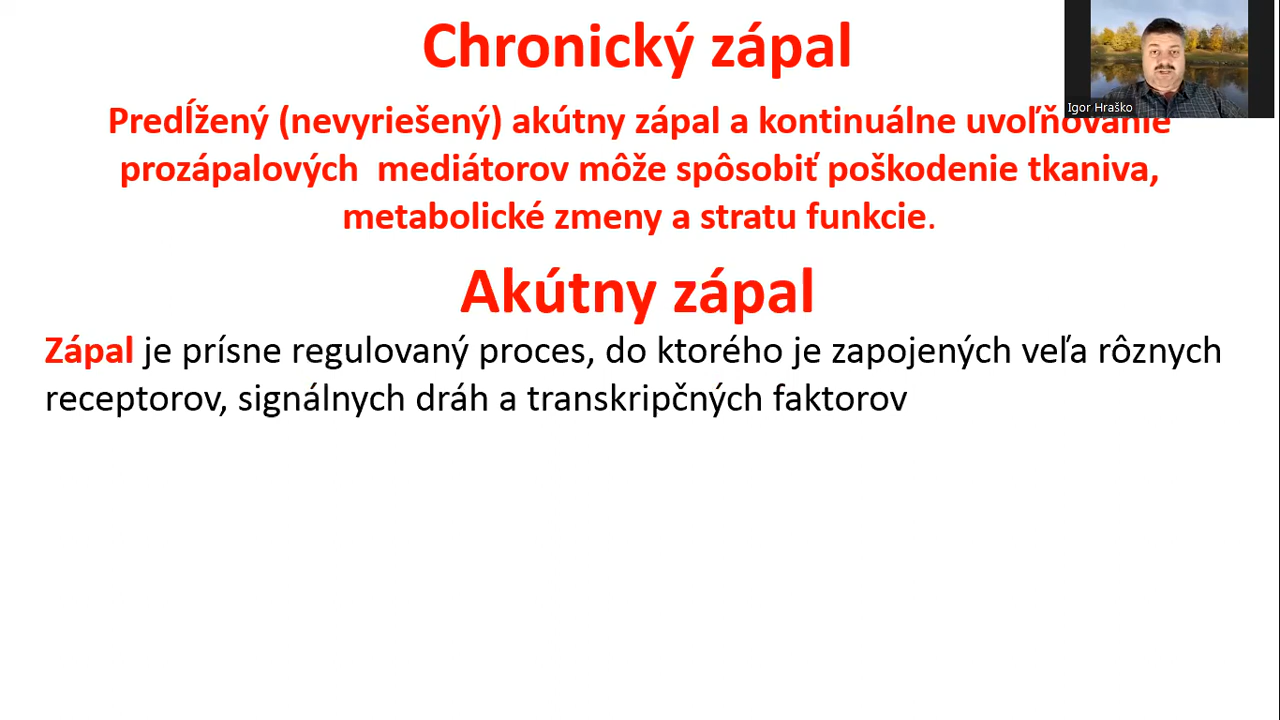 Chronický zápal
Igor Hraško
Predĺžený (nevyriešený) akútny zápal a kontinuálne uvoľňovanie
prozápalových mediátorov môže spôsobiť poškodenie tkaniva,
metabolické zmeny a stratu funkcie.
Akútny zápal
Zápal je prísne regulovaný proces, do ktorého je zapojených veľa rôznych
receptorov, signálnych dráh a transkripčných faktorov